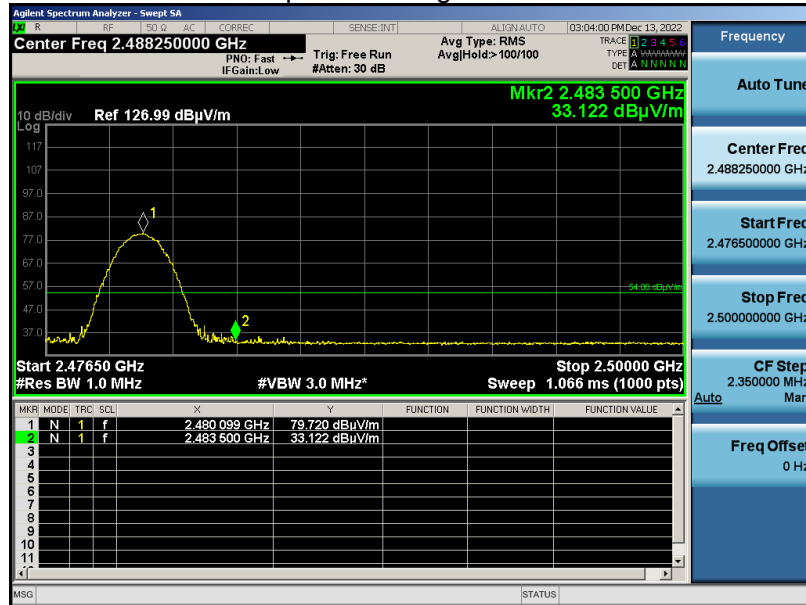 Agilent Spectrum Analyzer - Swept SA
LXI R RF 50 Ω AC CORREC SENSE:INT ALIGN AUTO 03:04:00 PM Dec 13, 2022
Center Freq 2.488250000 GHz
PNO: Fast
IFGain:Low
Trig: Free Run
#Atten: 30 dB
Avg Type: RMS
Avg|Hold:>100/100
TRACE 1 2 3 4 5 6
TYPE A WWWWW
DET A N N N N N
Mkr2 2.483 500 GHz
33.122 dBµV/m
10 dB/div Ref 126.99 dBµV/m
Log
117
107
97.0
87.0
77.0
67.0
57.0
47.0
37.0
1
2
54.00 dBµV/m
Start 2.47650 GHz Stop 2.50000 GHz
#Res BW 1.0 MHz #VBW 3.0 MHz* Sweep 1.066 ms (1000 pts)
MKR MODE TRC SCL X Y FUNCTION FUNCTION WIDTH FUNCTION VALUE
1 N 1 f 2.480 099 GHz 79.720 dBµV/m
2 N 1 f 2.483 500 GHz 33.122 dBµV/m
3
4
5
6
7
8
9
10
11
MSG STATUS
Frequency
Auto Tune
Center Freq
2.488250000 GHz
Start Freq
2.476500000 GHz
Stop Freq
2.500000000 GHz
CF Step
2.350000 MHz
Auto Man
Freq Offset
0 Hz